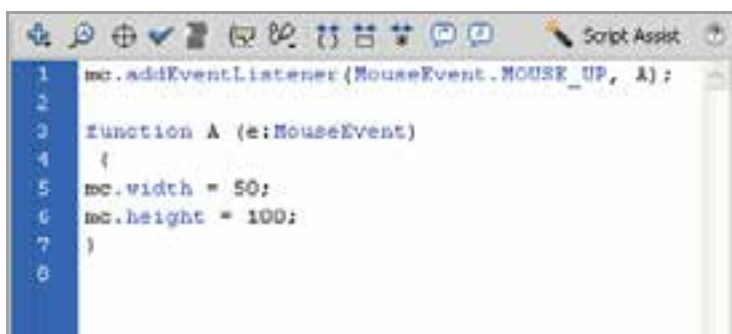 Script Assist
1 mc.addEventListener(MouseEvent.MOUSE_UP, A);
2
3 function A (e:MouseEvent)
4 {
5 mc.width = 50;
6 mc.height = 100;
7 }
8